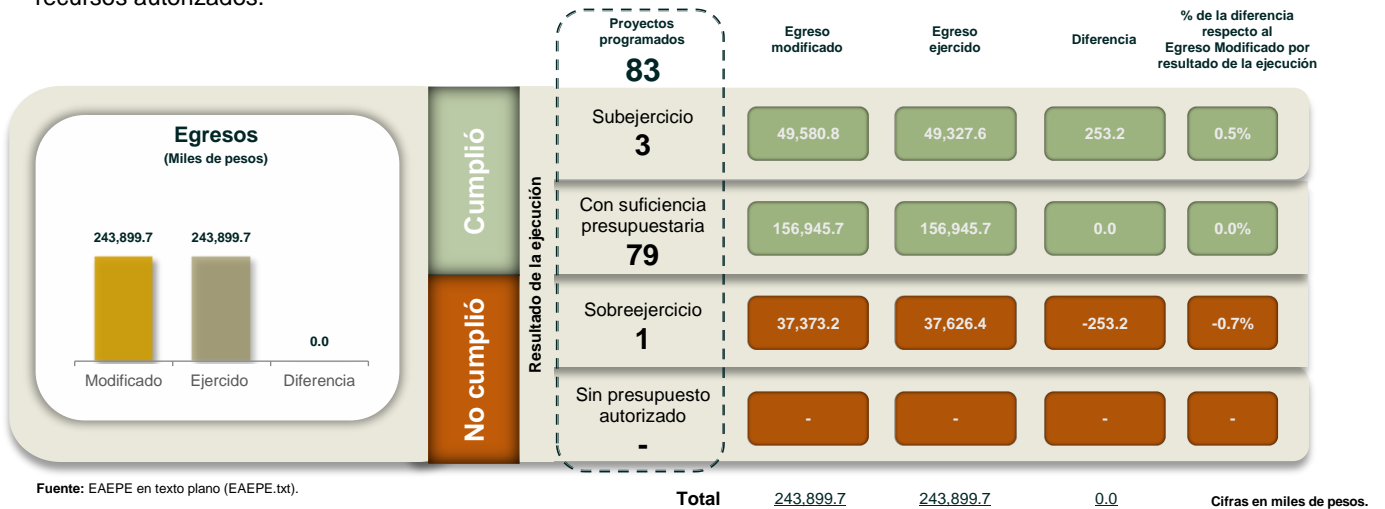 recursos autorizados.
Proyectos
programados
83
Egreso
modificado
Egreso
ejercido
Diferencia
% de la diferencia
respecto al
Egreso Modificado por
resultado de la ejecución
Egresos
(Miles de pesos)
243,899.7
243,899.7
0.0
Modificado
Ejercido
Diferencia
Cumplió
No cumplió
Resultado de la ejecución
Subejercicio
3
49,580.8
49,327.6
253.2
0.5%
Con suficiencia
presupuestaria
79
156,945.7
156,945.7
0.0
0.0%
Sobreejercicio
1
37,373.2
37,626.4
-253.2
-0.7%
Sin presupuesto
autorizado
-
-
-
-
-
Fuente: EAEPE en texto plano (EAEPE.txt).
Total
243,899.7
243,899.7
0.0
Cifras en miles de pesos.